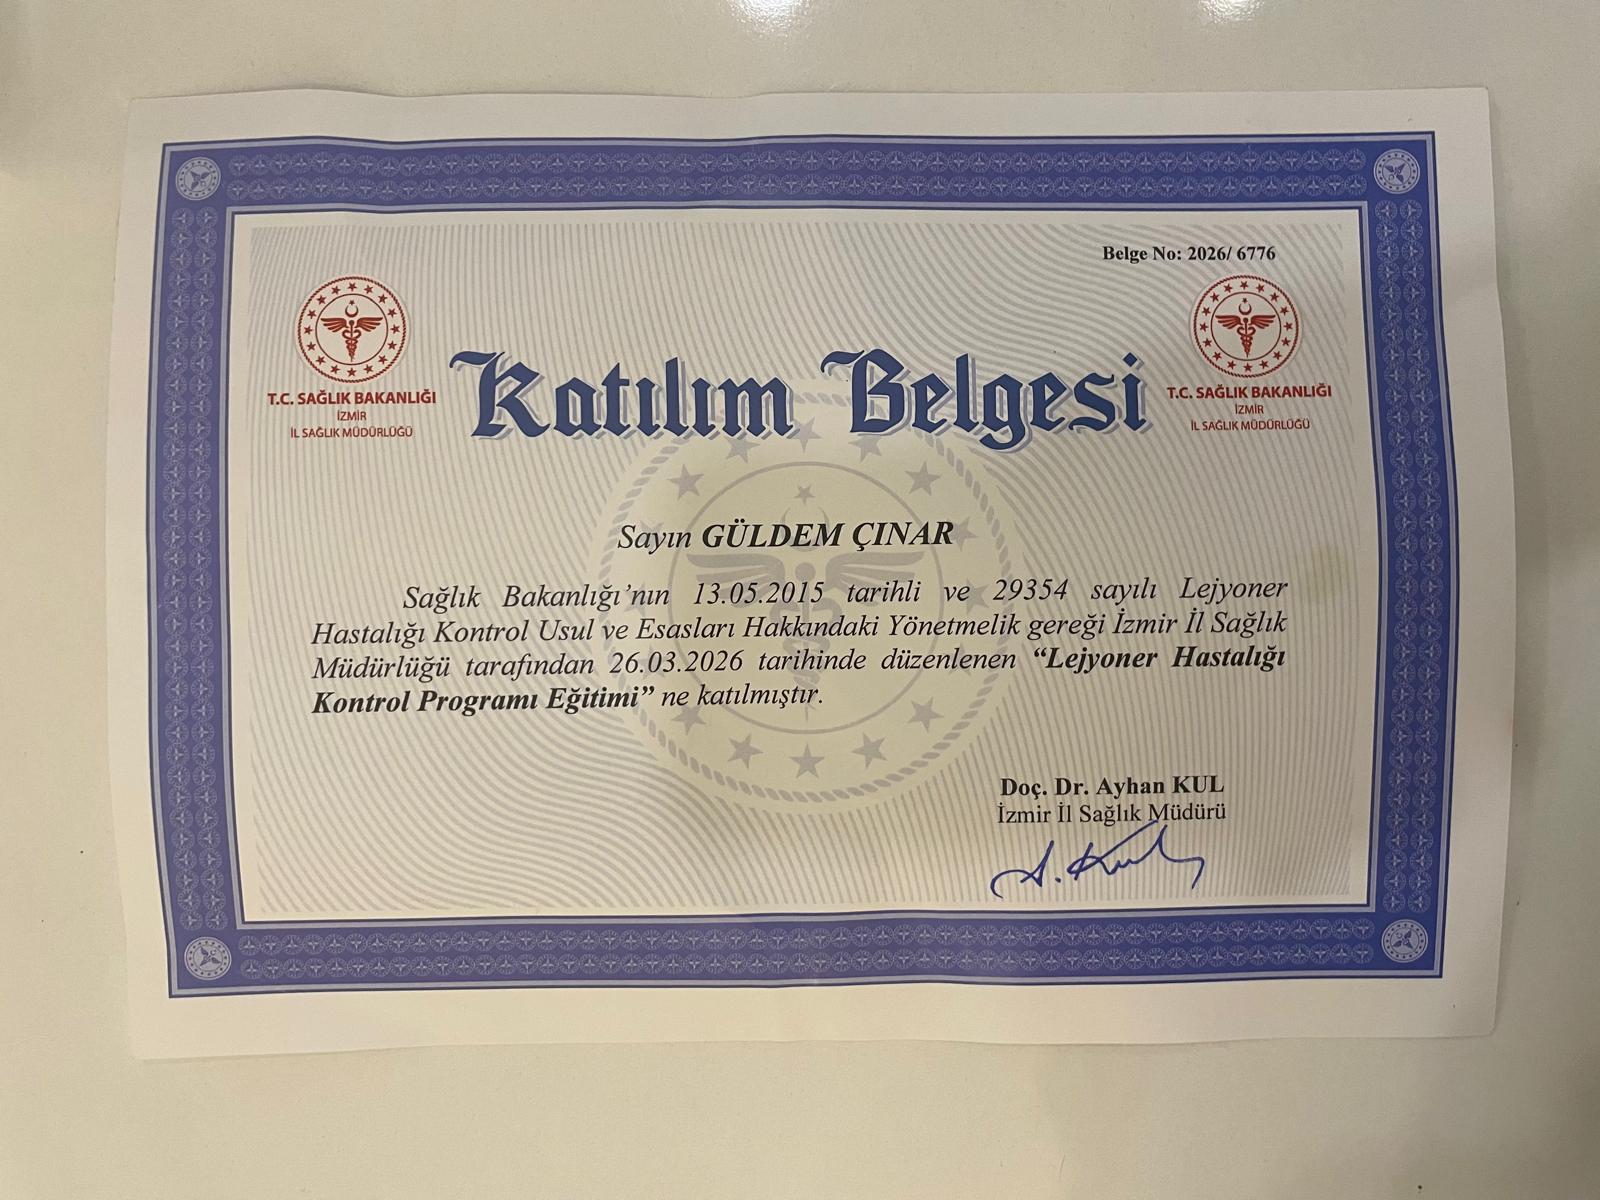 Belge No: 2026/ 6776
T.C. SAĞLIK BAKANLIĞI
İZMİR
İL SAĞLIK MÜDÜRLÜĞÜ
T.C. SAĞLIK BAKANLIĞI
İZMİR
İL SAĞLIK MÜDÜRLÜĞÜ
Katılım Belgesi
Sayın GÜLDEM ÇINAR
Sağlık Bakanlığı'nın 13.05.2015 tarihli ve 29354 sayılı Lejyoner
Hastalığı Kontrol Usul ve Esasları Hakkındaki Yönetmelik gereği İzmir İl Sağlık
Müdürlüğü tarafından 26.03.2026 tarihinde düzenlenen “Lejyoner Hastalığı
Kontrol Programı Eğitimi” ne katılmıştır.
Doç. Dr. Ayhan KUL
İzmir İl Sağlık Müdürü
A. Kul